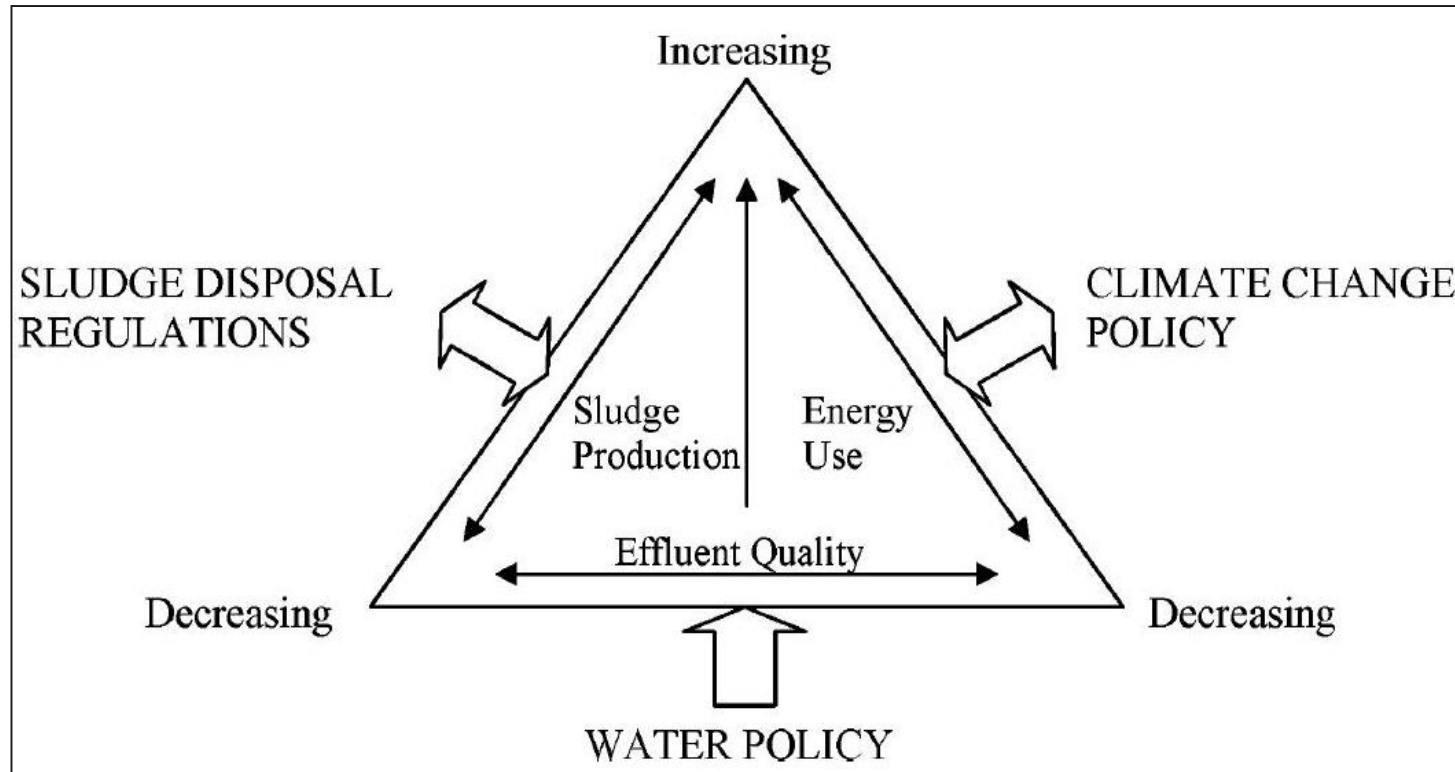 Increasing
SLUDGE DISPOSAL
REGULATIONS
CLIMATE CHANGE
POLICY
Sludge
Production
Energy
Use
Effluent Quality
Decreasing
Decreasing
WATER POLICY